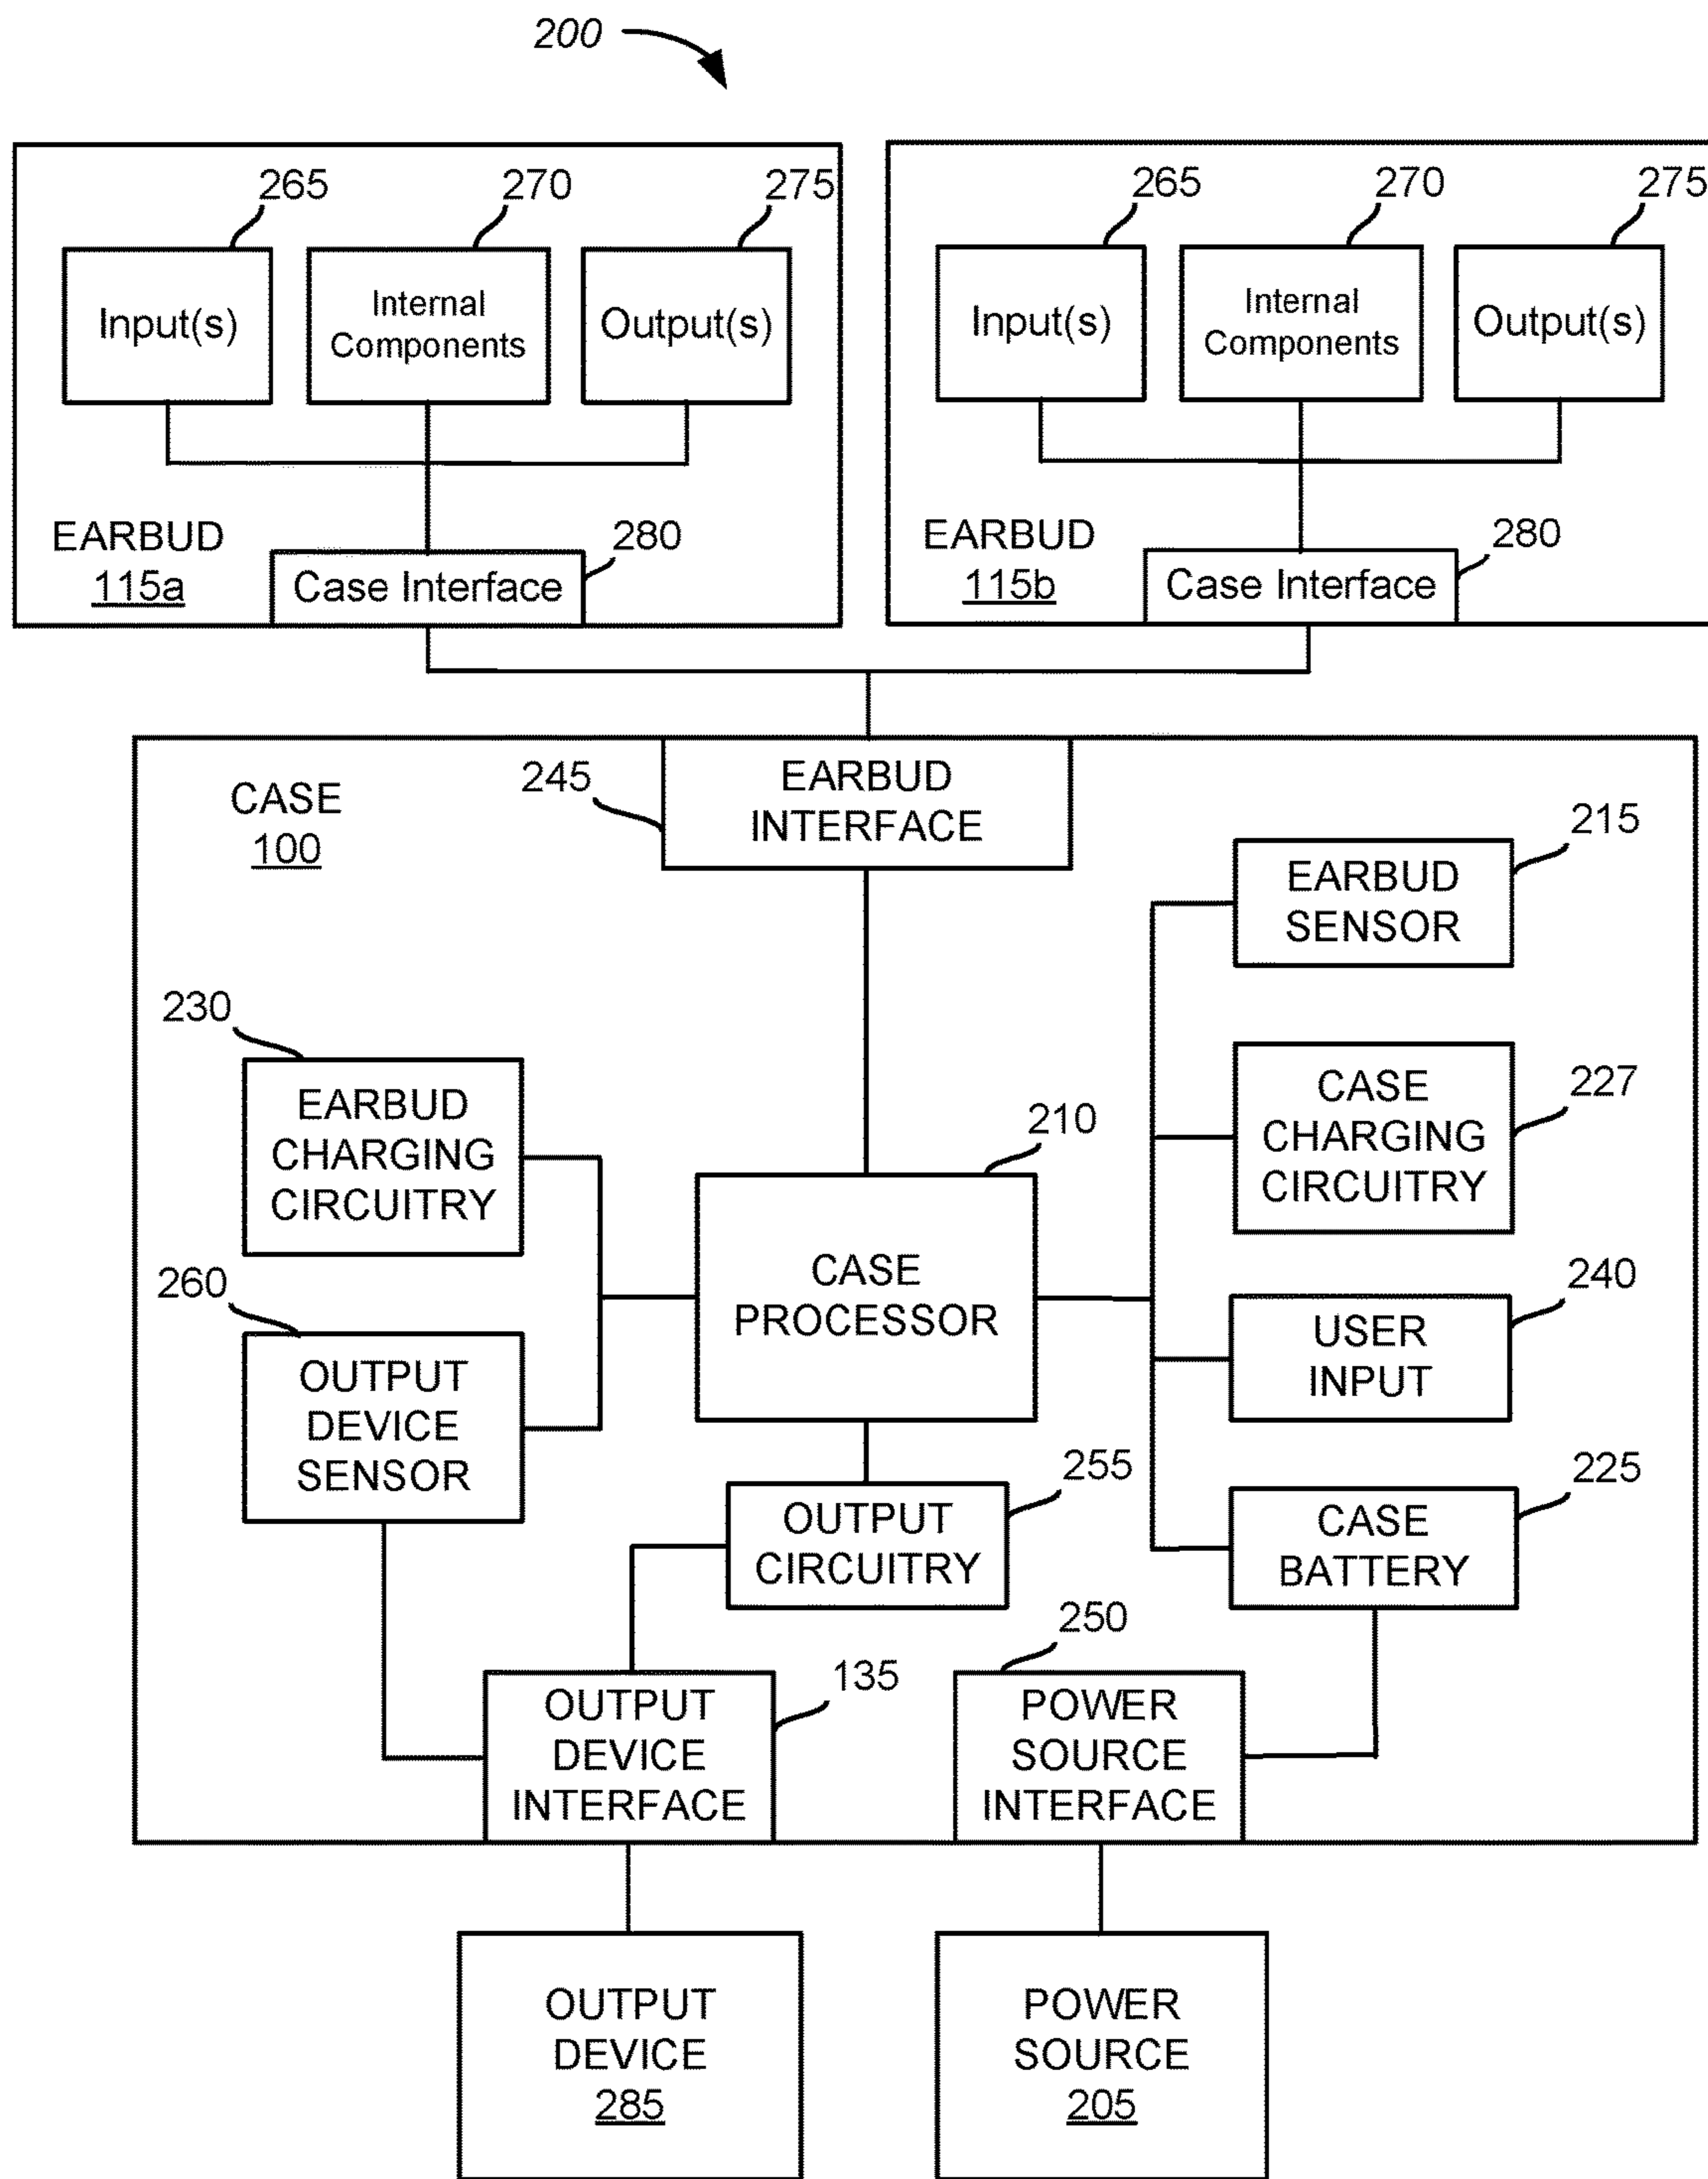 200
265
270
275
Input(s)
Internal
Components
Output(s)
EARBUD
115a
280
Case Interface
265
270
275
Input(s)
Internal
Components
Output(s)
EARBUD
115b
280
Case Interface
CASE
100
245
EARBUD
INTERFACE
215
EARBUD
SENSOR
230
EARBUD
CHARGING
CIRCUITRY
227
CASE
CHARGING
CIRCUITRY
210
CASE
PROCESSOR
260
OUTPUT
DEVICE
SENSOR
240
USER
INPUT
255
OUTPUT
CIRCUITRY
225
CASE
BATTERY
135
OUTPUT
DEVICE
INTERFACE
250
POWER
SOURCE
INTERFACE
OUTPUT
DEVICE
285
POWER
SOURCE
205